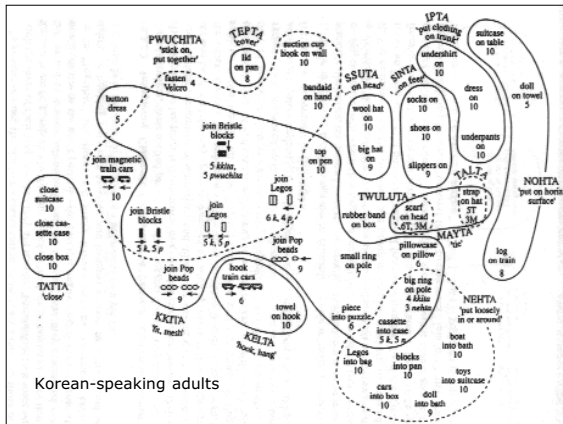 PWUCHITA
'stick on,
put together'
fasten
Velcro
4
TEPTA
'cover'
lid
on pan
8
suction cup
hook on wall
10
bandaid
on hand
10
button
dress
5
join Bristle
blocks
5 kkita,
5 pwuchita
join magnetic
train cars
10
join
Legos
6 k, 4 p
top
on pen
10
join Bristle
blocks
5 k, 5 p
join
Legos
5 k, 5 p
join Pop
beads
9
join Pop
beads
9
KKITA
'fit, mesh'
hook
train cars
6
towel on
hook
10
KELTA
'hook, hang'
close
suitcase
10
close cas-
sette case
10
close box
10
TATTA
'close'
SSUTA
'... on head'
wool hat
on
10
big hat
on
9
SINTA
'... on feet'
socks on
10
shoes on
10
slippers on
9
IPTA
'put clothing
on trunk'
undershirt
on
10
dress
on
10
underpants
on
10
suitcase
on table
10
doll
on towel
5
NOHTA
'put on horiz.
surface'
log
on train
8
TALTA
strap
on hat
5T
3M
TWULUTA
scarf
on head
6T, 3M
MAYTA
'tie'
rubber band
on box
small ring
on pole
7
pillowcase
on pillow
6
big ring
on pole
4 kkita
3 nehta
piece
into puzzle
6
cassette
into case
5 k, 5 n
NEHTA
'put loosely
in or around'
Legos
into bag
10
blocks
into pan
10
boat
into bath
10
toys
into suitcase
10
cars
into box
10
doll
into bath
9
Korean-speaking adults